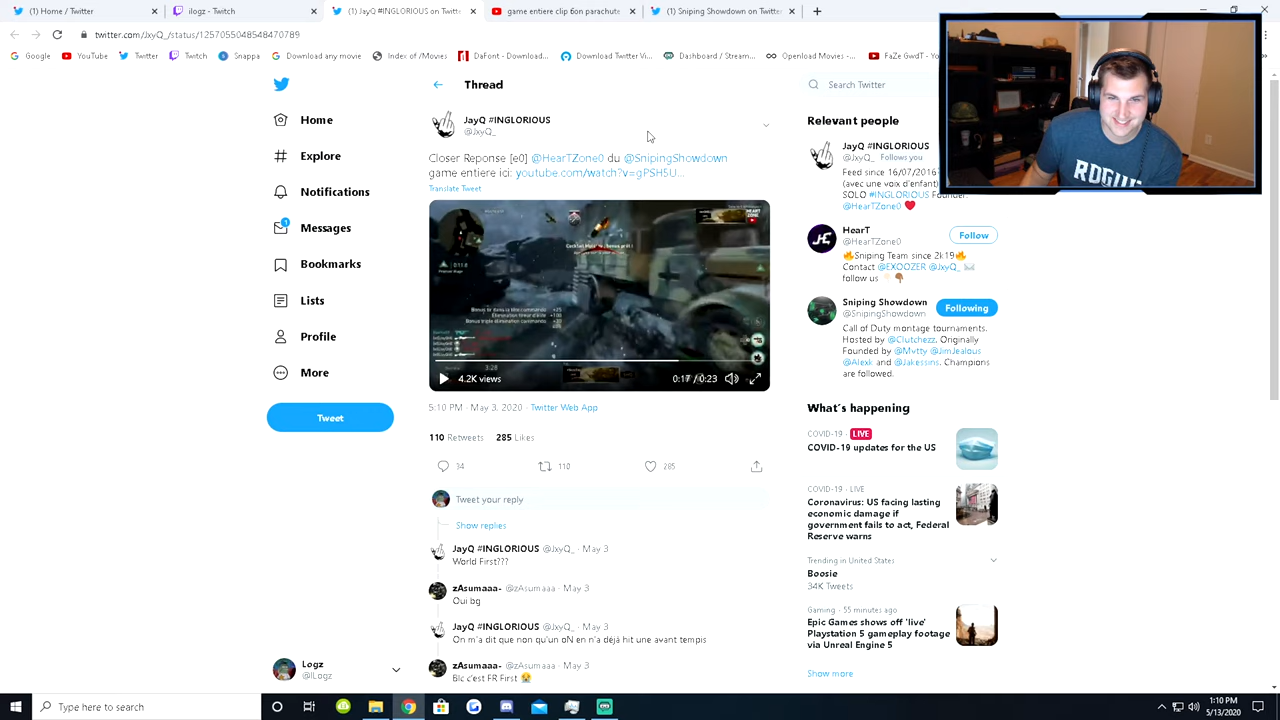 (1) Home / Twitter
ilogz - Twitch
(1) JayQ #INGLORIOUS on Twitter
game entiere clip 6on parachute
(1) Sniping Showdown on Twitter
twitter.com/JxyQ_/status/1257055048548470789
Google
YouTube
Twitter
Twitch
Snappa
Download any movie
Index of /Movies
DaFont - Downloa...
Download Twitter Vi...
Dashboard / Stream...
Openload Movies -...
FaZe GwdT - Yo
Thread
Search Twitter
Home
Explore
Notifications
1
Messages
Bookmarks
Lists
Profile
More
Tweet
Logz
@ILogz
JayQ #INGLORIOUS
@JxyQ_
Closer Reponse [e0] @HearTZone0 du @SnipingShowdown
game entiere ici: youtube.com/watch?v=gPSH5U...
Translate Tweet
3:28
4.2K views
0:17 / 0:23
5:10 PM · May 3, 2020 · Twitter Web App
110 Retweets 285 Likes
14
110
285
Tweet your reply
Show replies
JayQ #INGLORIOUS @JxyQ_ · May 3
World First???
zAsumaaa- @zAsumaaa · May 3
Oui bg
JayQ #INGLORIOUS @JxyQ_ · May 3
On m'a dit que non qu'un oN en n'a déjà hit une avant tempis
zAsumaaa- @zAsumaaa · May 3
Blc c'est FR First 😭
Relevant people
JayQ #INGLORIOUS
@JxyQ_ Follows you
Feed since 16/07/2016
(avec une voix d'enfant)
SOLO #INGLORIOUS Founder.
@HearTZone0 ❤️
HearT
@HearTZone0
Follow
🔥Sniping Team since 2k19🔥
Contact @EXOOZER @JxyQ_ ✉️
follow us
Sniping Showdown
@SnipingShowdown
Following
Call of Duty montage tournaments.
Hosted by @Clutchezz. Originally
Founded by @Mvtty @JimJealous
@Alexk and @Jakessins. Champions
are followed.
What's happening
COVID-19 · LIVE
COVID-19 updates for the US
COVID-19 · LIVE
Coronavirus: US facing lasting
economic damage if
government fails to act, Federal
Reserve warns
Trending in United States
Boosie
34K Tweets
Gaming · 55 minutes ago
Epic Games shows off 'live'
Playstation 5 gameplay footage
via Unreal Engine 5
Show more
Type here to search
1:10 PM
5/13/2020